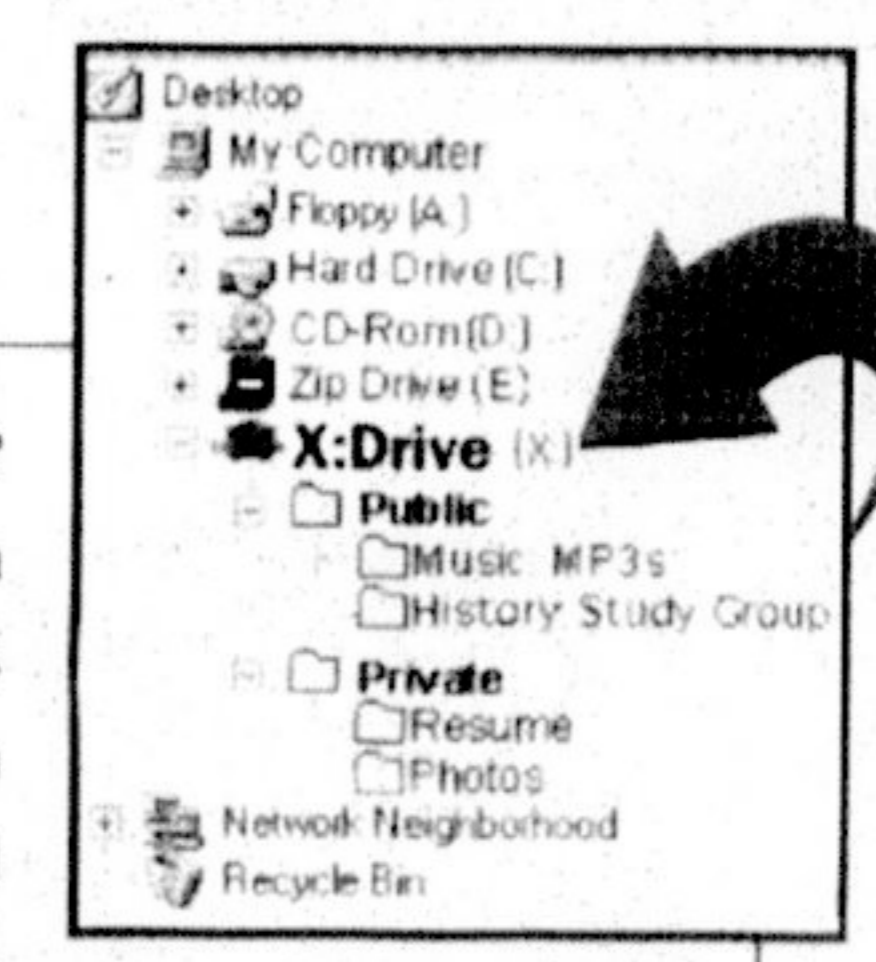 Desktop
My Computer
Floppy (A:)
Hard Drive (C:)
CD-Rom (D:)
Zip Drive (E)
X:Drive (X:)
Public
Music MP3s
History Study Group
Private
Resume
Photos
Network Neighborhood
Recycle Bin